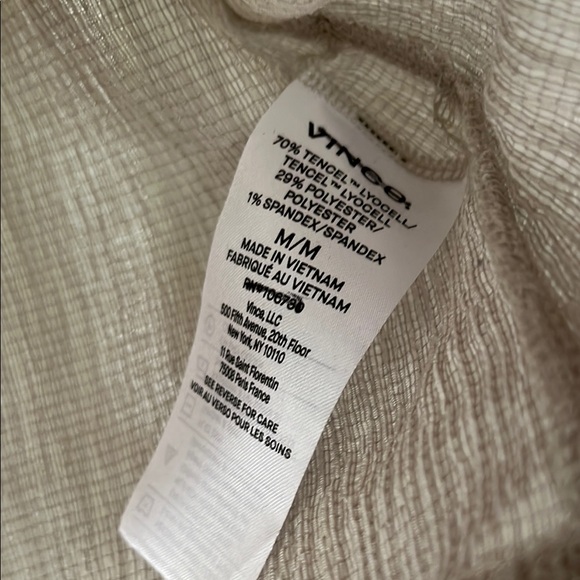 VINCE.
70% TENCEL™ LYOCELL/
TENCEL™ LYOCELL
29% POLYESTER/
POLYESTER
1% SPANDEX/SPANDEX
M/M
MADE IN VIETNAM
FABRIQUÉ AU VIETNAM
Vince, LLC
500 Fifth Avenue, 20th Floor
New York, NY 10110
11 Rue Saint Florentin
75008 Paris France
SEE REVERSE FOR CARE
VOIR AU VERSO POUR LES SOINS